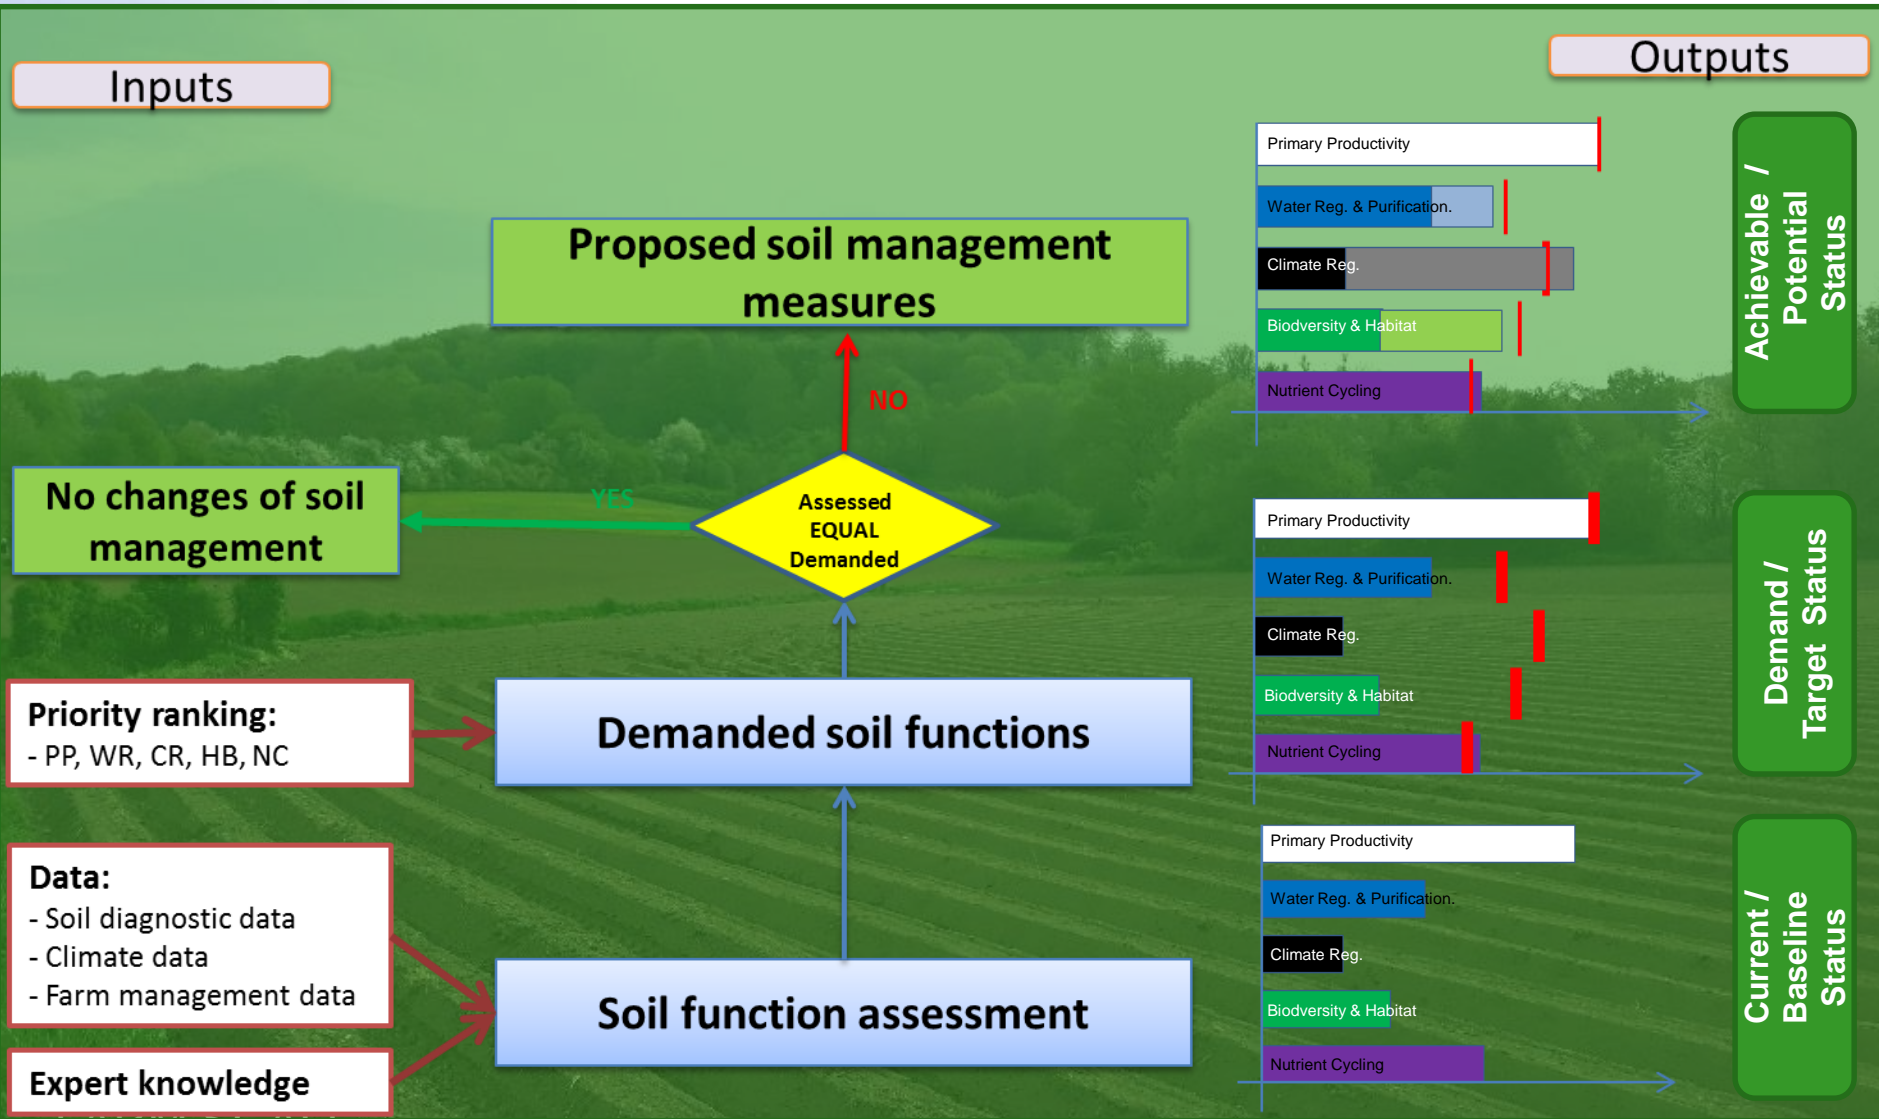 Inputs
Outputs
Proposed soil management
measures
NO
YES
No changes of soil
management
Assessed
EQUAL
Demanded
Priority ranking:
- PP, WR, CR, HB, NC
Demanded soil functions
Data:
- Soil diagnostic data
- Climate data
- Farm management data
Expert knowledge
Soil function assessment
Primary Productivity
Water Reg. & Purification.
Climate Reg.
Biodversity & Habitat
Nutrient Cycling
Achievable /
Potential
Status
Primary Productivity
Water Reg. & Purification.
Climate Reg.
Biodversity & Habitat
Nutrient Cycling
Demand /
Target Status
Primary Productivity
Water Reg. & Purification.
Climate Reg.
Biodversity & Habitat
Nutrient Cycling
Current /
Baseline
Status